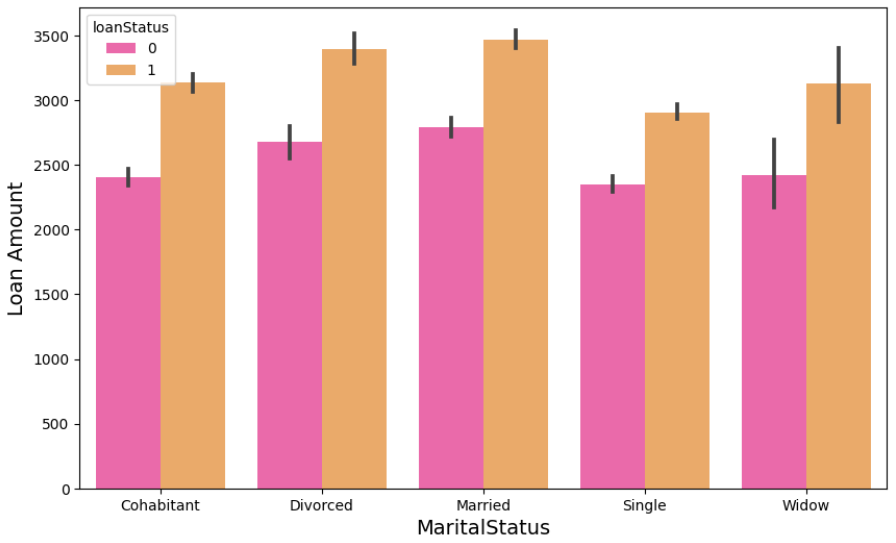 loanStatus
0
1
3500
3000
2500
2000
1500
1000
500
0
Loan Amount
Cohabitant Divorced Married Single Widow
MaritalStatus